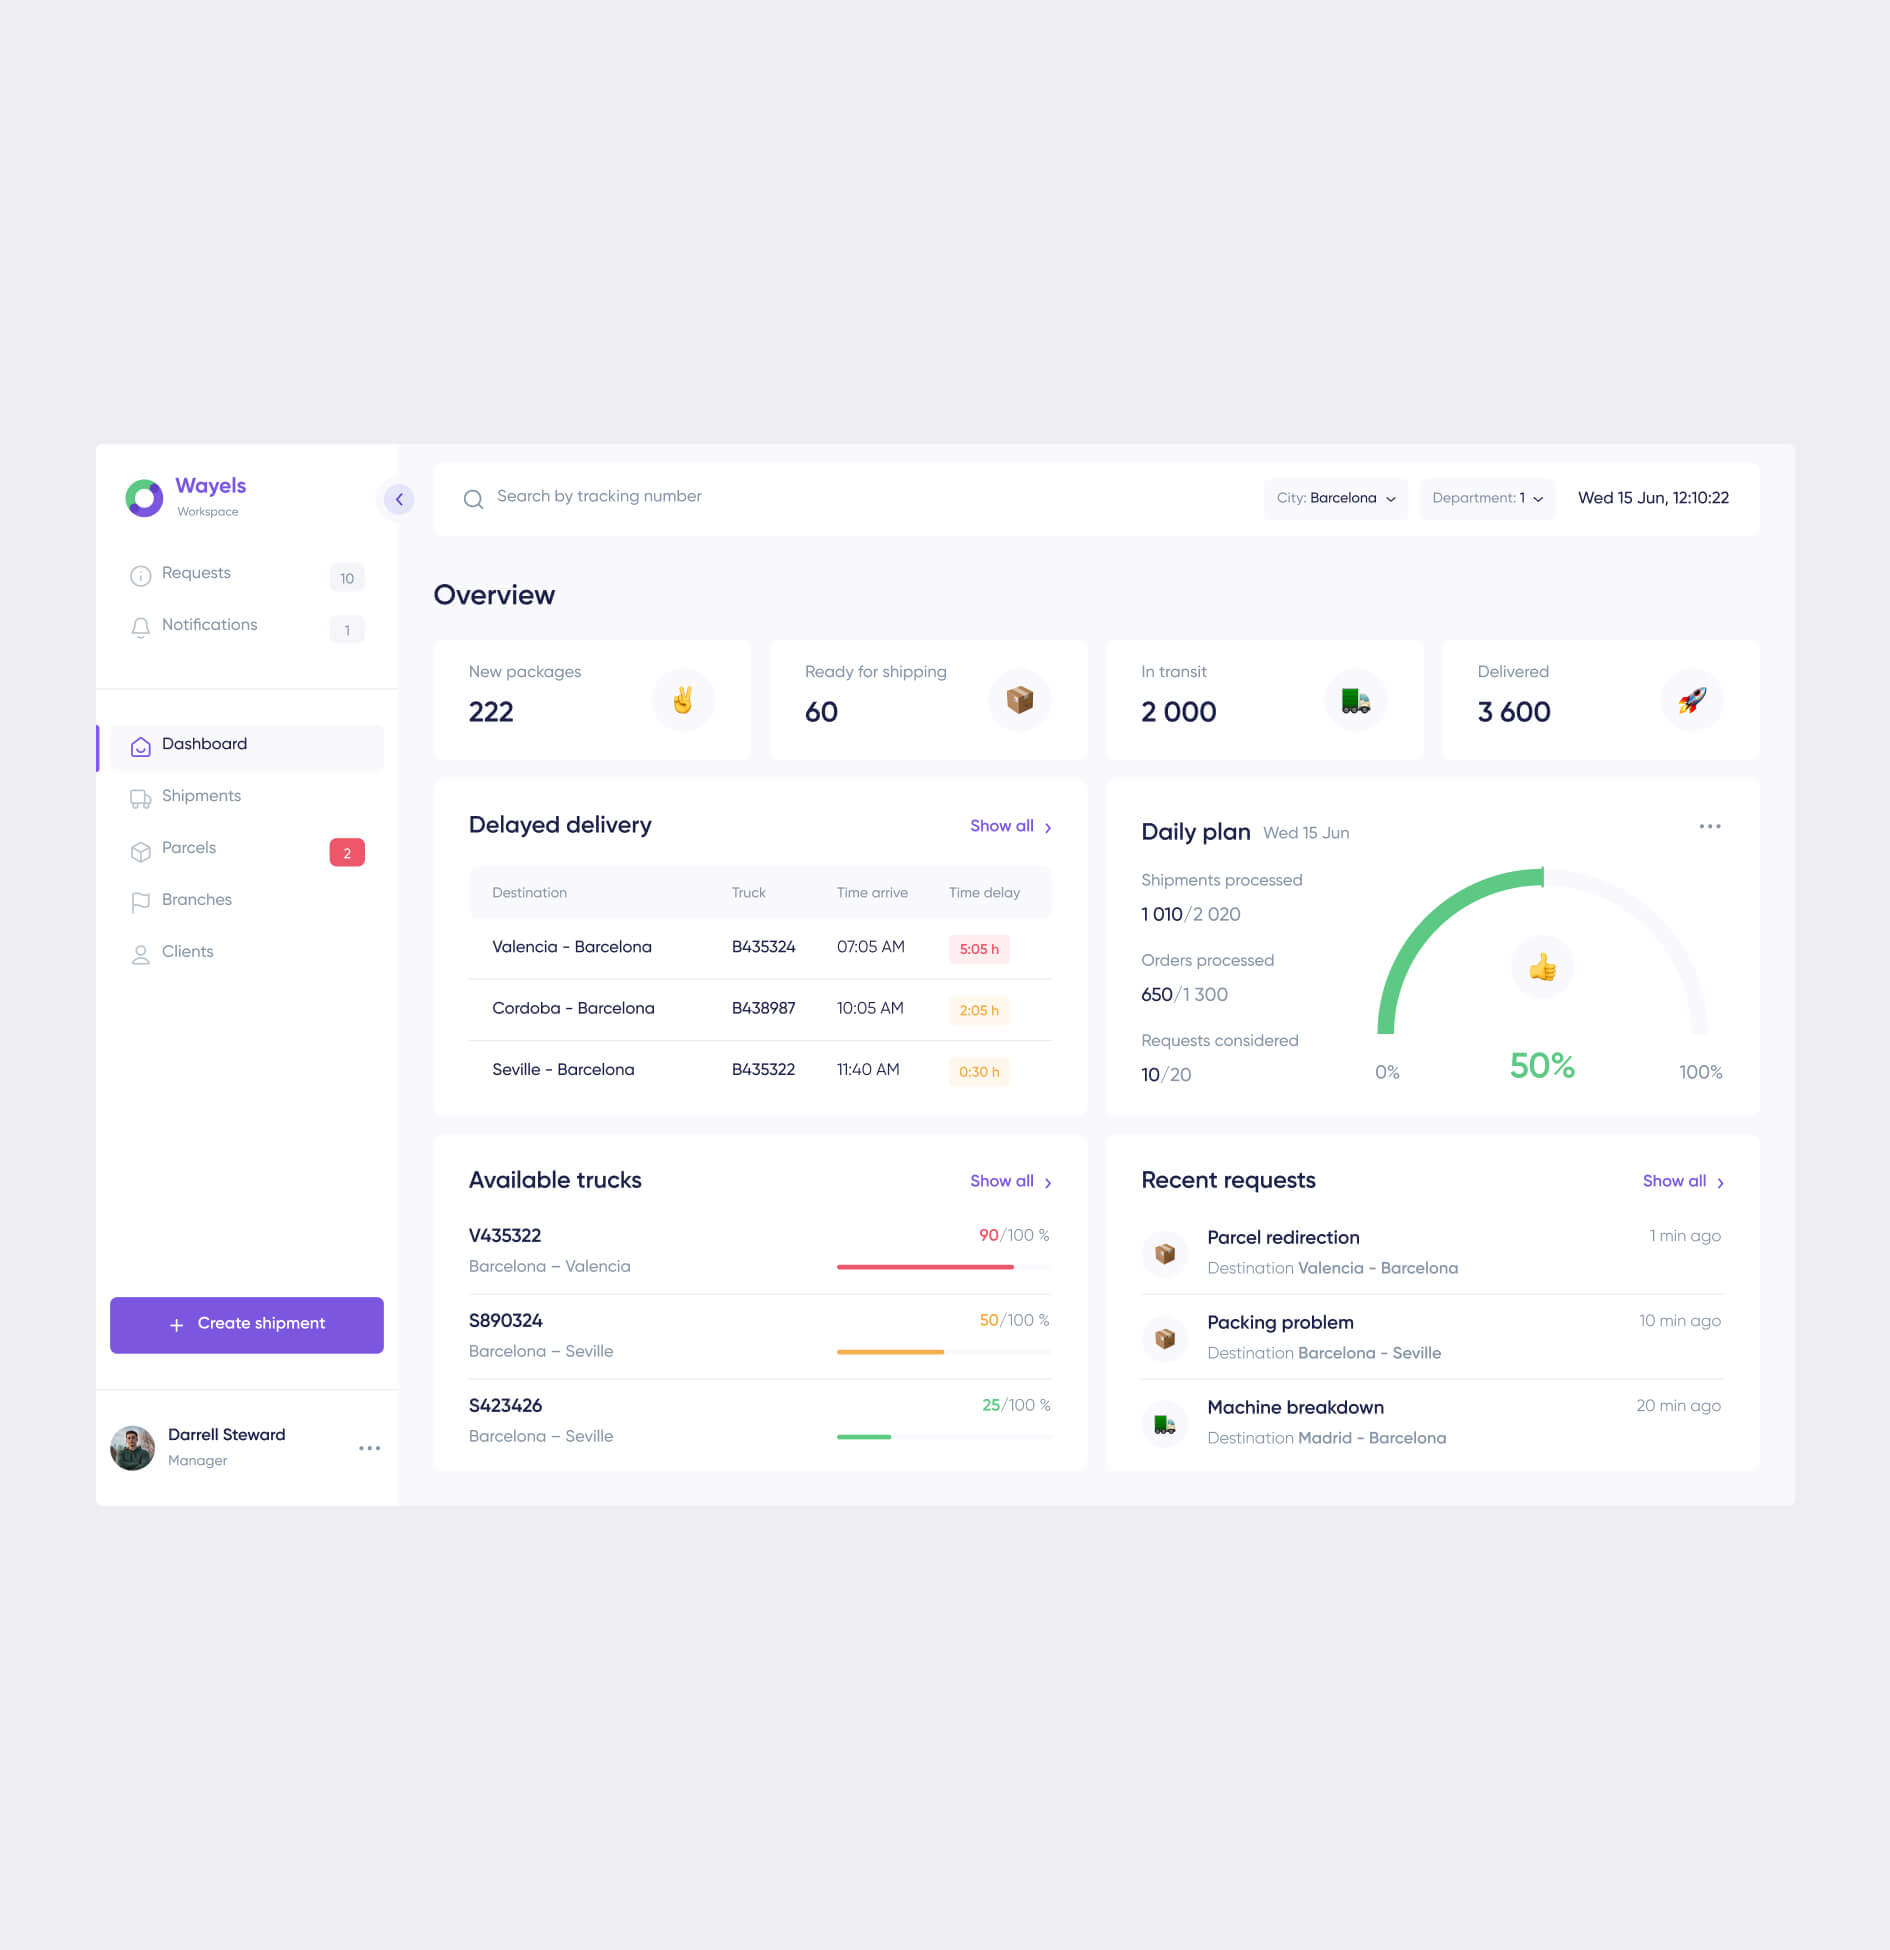 Wayels
Workspace
Requests 10
Notifications 1
Dashboard
Shipments
Parcels 2
Branches
Clients
+ Create shipment
Darrell Steward
Manager
Search by tracking number
City: Barcelona
Department: 1
Wed 15 Jun, 12:10:22
Overview
New packages
222
Ready for shipping
60
In transit
2 000
Delivered
3 600
Delayed delivery Show all
Destination Truck Time arrive Time delay
Valencia - Barcelona B435324 07:05 AM 5:05 h
Cordoba - Barcelona B438987 10:05 AM 2:05 h
Seville - Barcelona B435322 11:40 AM 0:30 h
Daily plan Wed 15 Jun
Shipments processed
1 010/2 020
Orders processed
650/1 300
Requests considered
10/20
0% 50% 100%
Available trucks Show all
V435322 90/100 %
Barcelona – Valencia
S890324 50/100 %
Barcelona – Seville
S423426 25/100 %
Barcelona – Seville
Recent requests Show all
Parcel redirection 1 min ago
Destination Valencia - Barcelona
Packing problem 10 min ago
Destination Barcelona - Seville
Machine breakdown 20 min ago
Destination Madrid - Barcelona